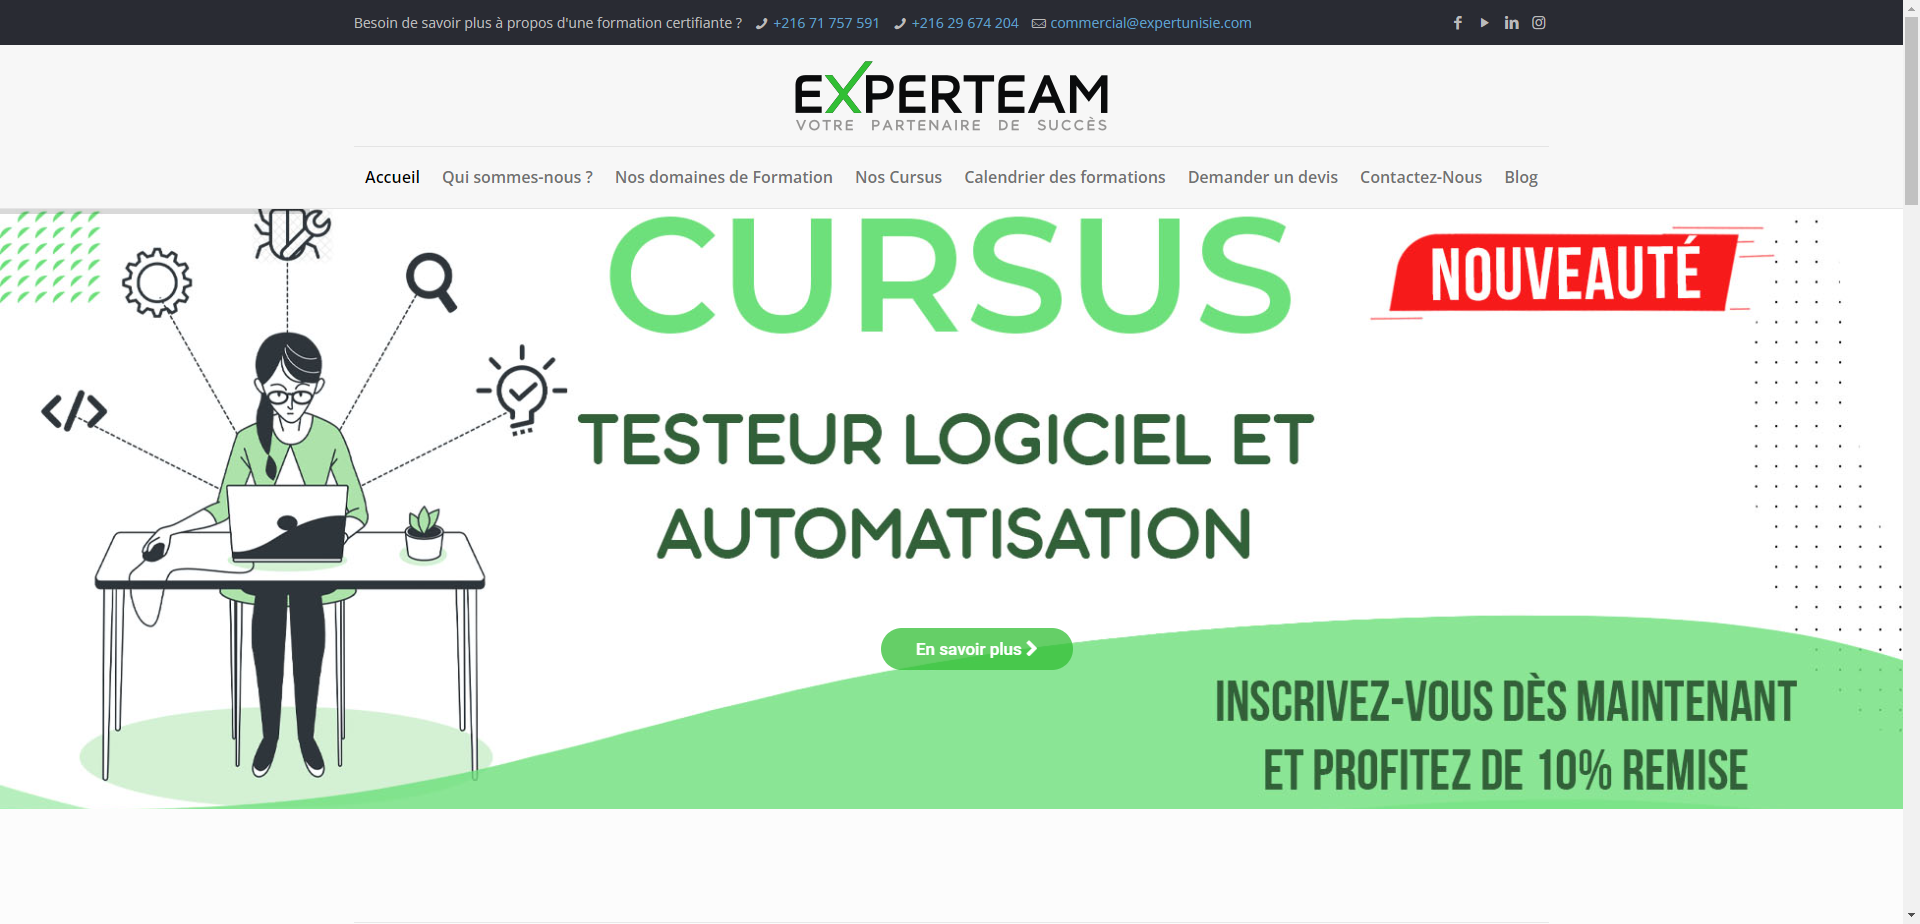 Besoin de savoir plus à propos d'une formation certifiante ? +216 71 757 591 +216 29 674 204 commercial@expertunisie.com
EXPERTEAM
VOTRE PARTENAIRE DE SUCCÈS
Accueil Qui sommes-nous ? Nos domaines de Formation Nos Cursus Calendrier des formations Demander un devis Contactez-Nous Blog
CURSUS
NOUVEAUTÉ
TESTEUR LOGICIEL ET
AUTOMATISATION
En savoir plus
INSCRIVEZ-VOUS DÈS MAINTENANT
ET PROFITEZ DE 10% REMISE